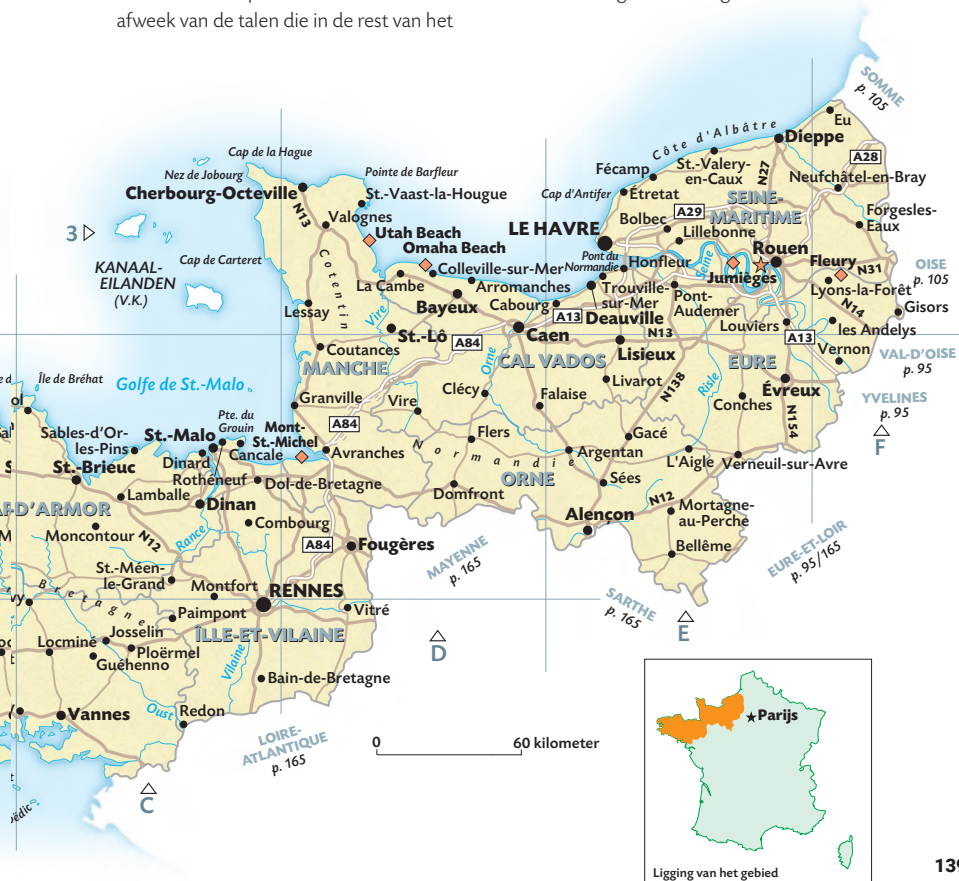 afweek van de talen die in de rest van het
SOMME
p. 105
Eu
Côte d'Albâtre
Dieppe
Cap de la Hague
A28
Fécamp
St.-Valery-
en-Caux
N27
Nez de Jobourg
Pointe de Barfleur
Neufchâtel-en-Bray
Cherbourg-Octeville
St.-Vaast-la-Hougue
Cap d'Antifer
Étretat
SEINE-
MARITIME
N13
Valognes
Bolbec
A29
Forgesles-
Eaux
3
Utah Beach
LE HAVRE
Lillebonne
Omaha Beach
Rouen
Cap de Carteret
Pont du
Normandie
Honfleur
Seine
Jumièges
Fleury
N31
OISE
p. 105
KANAAL-
EILANDEN
(V.K.)
Cotentin
Colleville-sur-Mer
La Cambe
Arromanches
Trouville-
sur-Mer
Pont-
Audemer
Lyons-la-Forêt
Bayeux
Cabourg
N14
Gisors
Lessay
Vire
A13
Deauville
Louviers
les Andelys
St.-Lô
A84
Caen
N13
A13
Coutances
Orne
CAL VADOS
Lisieux
EURE
Vernon
VAL-D'OISE
p. 95
MANCHE
Île de Bréhat
Golfe de St.-Malo
Clécy
Livarot
N138
Risle
Évreux
YVELINES
p. 95
Granville
Vire
Falaise
Conches
N154
Pte. du
Grouin
A84
F
Sables-d'Or-
les-Pins
St.-Malo
Mont-
St.-Michel
Flers
Gacé
Cancale
Avranches
Normandie
Argentan
L'Aigle
Verneuil-sur-Avre
St.-Brieuc
Dinard
Rothéneuf
Dol-de-Bretagne
ORNE
Sées
Lamballe
Domfront
N12
Mortagne-
au-Perche
Dinan
D'ARMOR
Combourg
Alençon
Moncontour
N12
Rance
A84
Fougères
Bellême
EURE-ET-LOIR
p. 95/165
MAYENNE
p. 165
St.-Méen-
le-Grand
Montfort
RENNES
SARTHE
p. 165
Bretagne
Paimpont
Vitré
E
Josselin
ÎLLE-ET-VILAINE
D
Locminé
Ploërmel
Guéhenno
Vilaine
Bain-de-Bretagne
Oust
Redon
Vannes
Parijs
LOIRE-
ATLANTIQUE
p. 165
0
60 kilometer
C
Ligging van het gebied
139